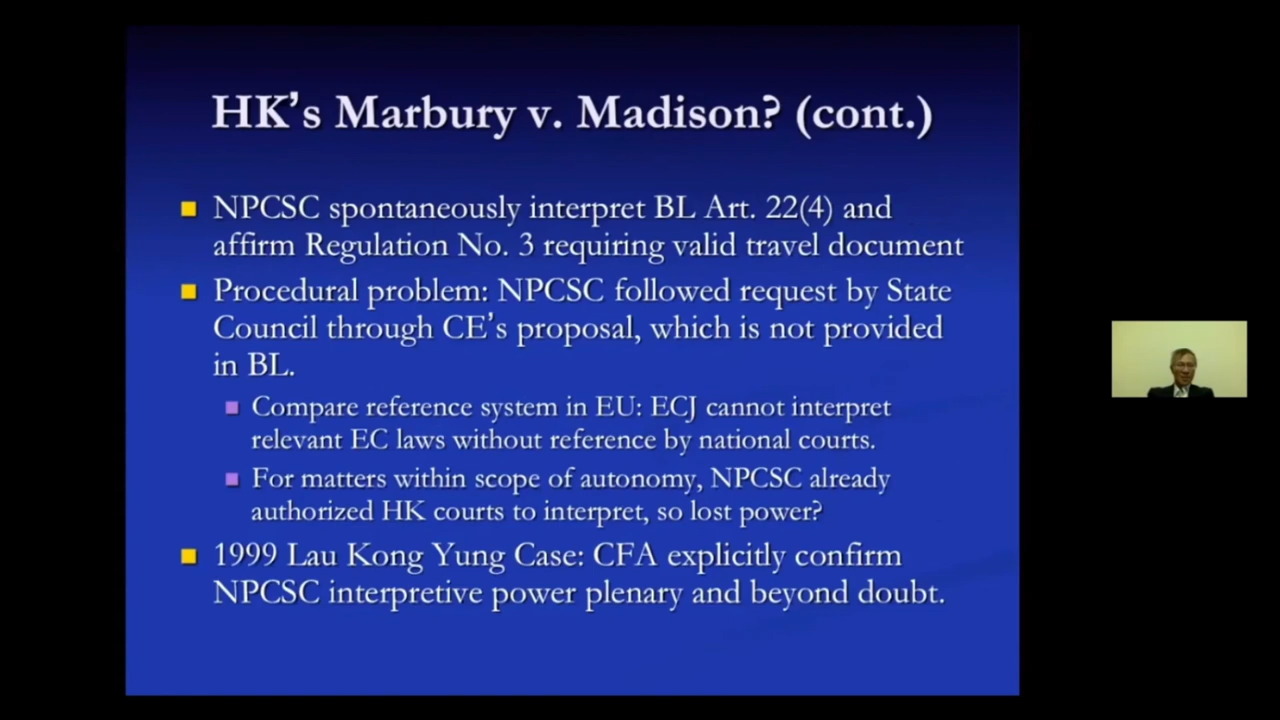 HK’s Marbury v. Madison? (cont.)
NPCSC spontaneously interpret BL Art. 22(4) and
affirm Regulation No. 3 requiring valid travel document
Procedural problem: NPCSC followed request by State
Council through CE’s proposal, which is not provided
in BL.
Compare reference system in EU: ECJ cannot interpret
relevant EC laws without reference by national courts.
For matters within scope of autonomy, NPCSC already
authorized HK courts to interpret, so lost power?
1999 Lau Kong Yung Case: CFA explicitly confirm
NPCSC interpretive power plenary and beyond doubt.